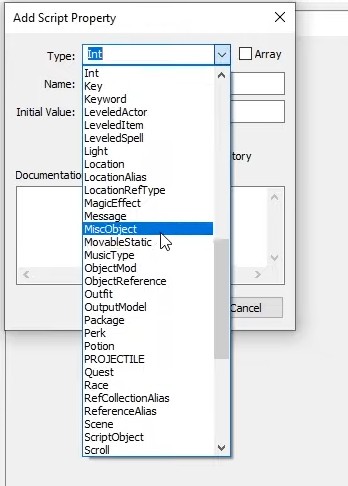 Add Script Property
Type: Int Array
Name:
Initial Value:
tory
Documentatio
Int
Key
Keyword
LeveledActor
LeveledItem
LeveledSpell
Light
Location
LocationAlias
LocationRefType
MagicEffect
Message
MiscObject
MovableStatic
MusicType
ObjectMod
ObjectReference
Outfit
OutputModel
Package
Perk
Potion
PROJECTILE
Quest
Race
RefCollectionAlias
ReferenceAlias
Scene
ScriptObject
Scroll
Cancel